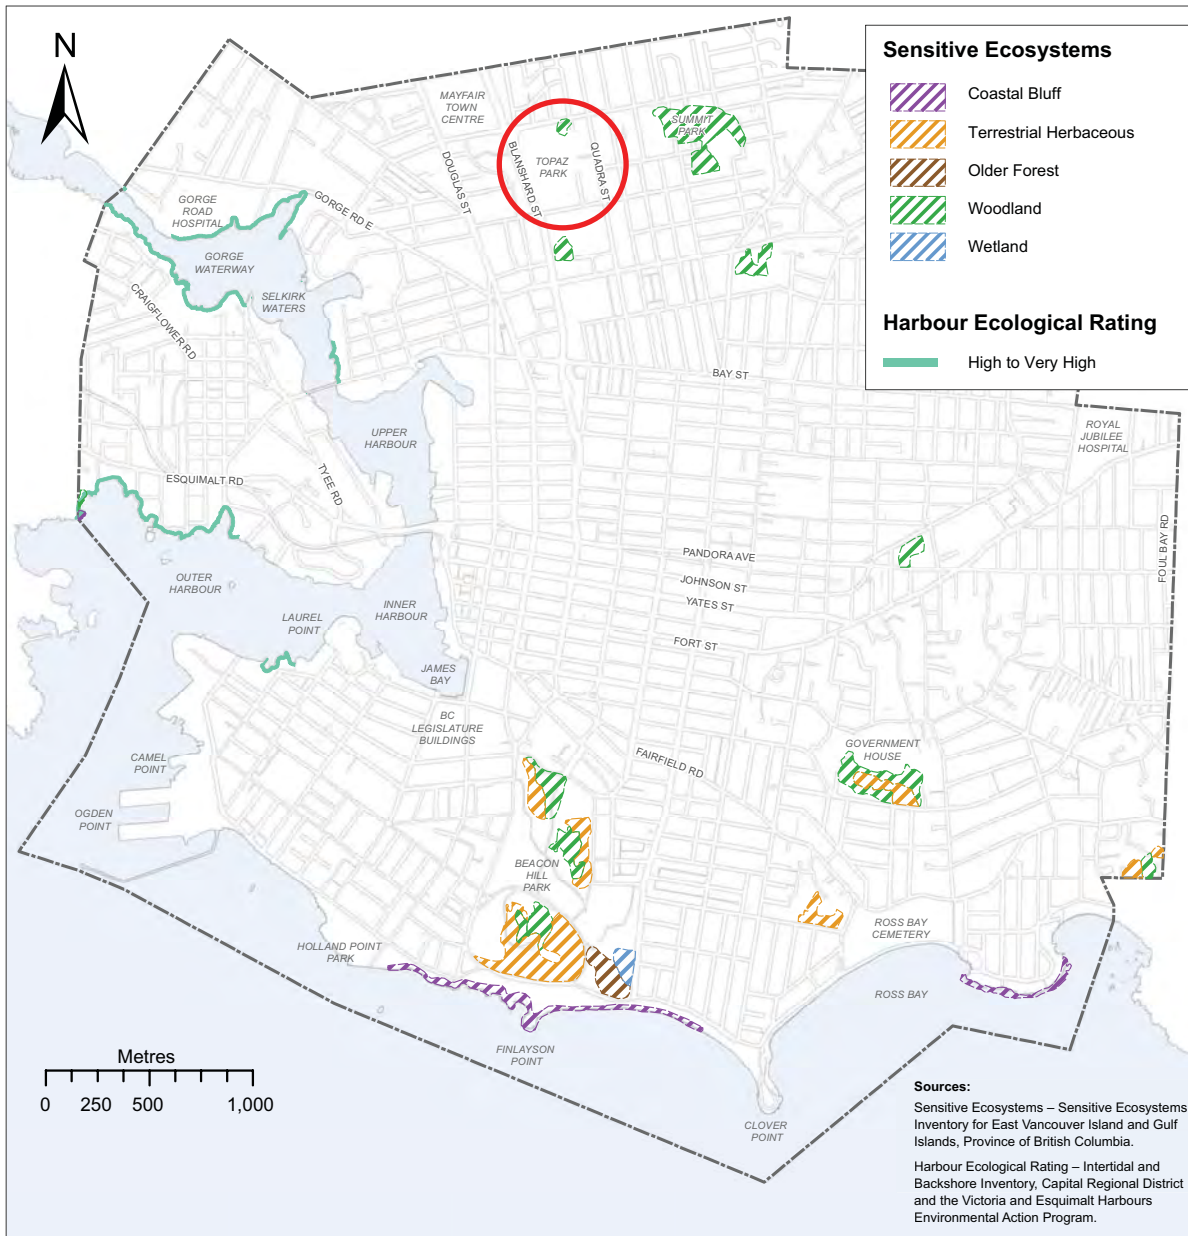 N
MAYFAIR
TOWN
CENTRE
SUMMIT
PARK
TOPAZ
PARK
BLANSHARD ST
QUADRA ST
DOUGLAS ST
GORGE RD E
GORGE
ROAD
HOSPITAL
GORGE
WATERWAY
SELKIRK
WATERS
CRAIGFLOWER RD
BAY ST
UPPER
HARBOUR
ROYAL
JUBILEE
HOSPITAL
ESQUIMALT RD
TYEE RD
FOUL BAY RD
PANDORA AVE
JOHNSON ST
YATES ST
FORT ST
OUTER
HARBOUR
INNER
HARBOUR
LAUREL
POINT
JAMES
BAY
BC
LEGISLATURE
BUILDINGS
FAIRFIELD RD
GOVERNMENT
HOUSE
CAMEL
POINT
OGDEN
POINT
BEACON
HILL
PARK
ROSS BAY
CEMETERY
HOLLAND POINT
PARK
ROSS BAY
FINLAYSON
POINT
CLOVER
POINT
Sensitive Ecosystems
Coastal Bluff
Terrestrial Herbaceous
Older Forest
Woodland
Wetland
Harbour Ecological Rating
High to Very High
Metres
0 250 500 1,000
Sources:
Sensitive Ecosystems – Sensitive Ecosystems
Inventory for East Vancouver Island and Gulf
Islands, Province of British Columbia.
Harbour Ecological Rating – Intertidal and
Backshore Inventory, Capital Regional District
and the Victoria and Esquimalt Harbours
Environmental Action Program.